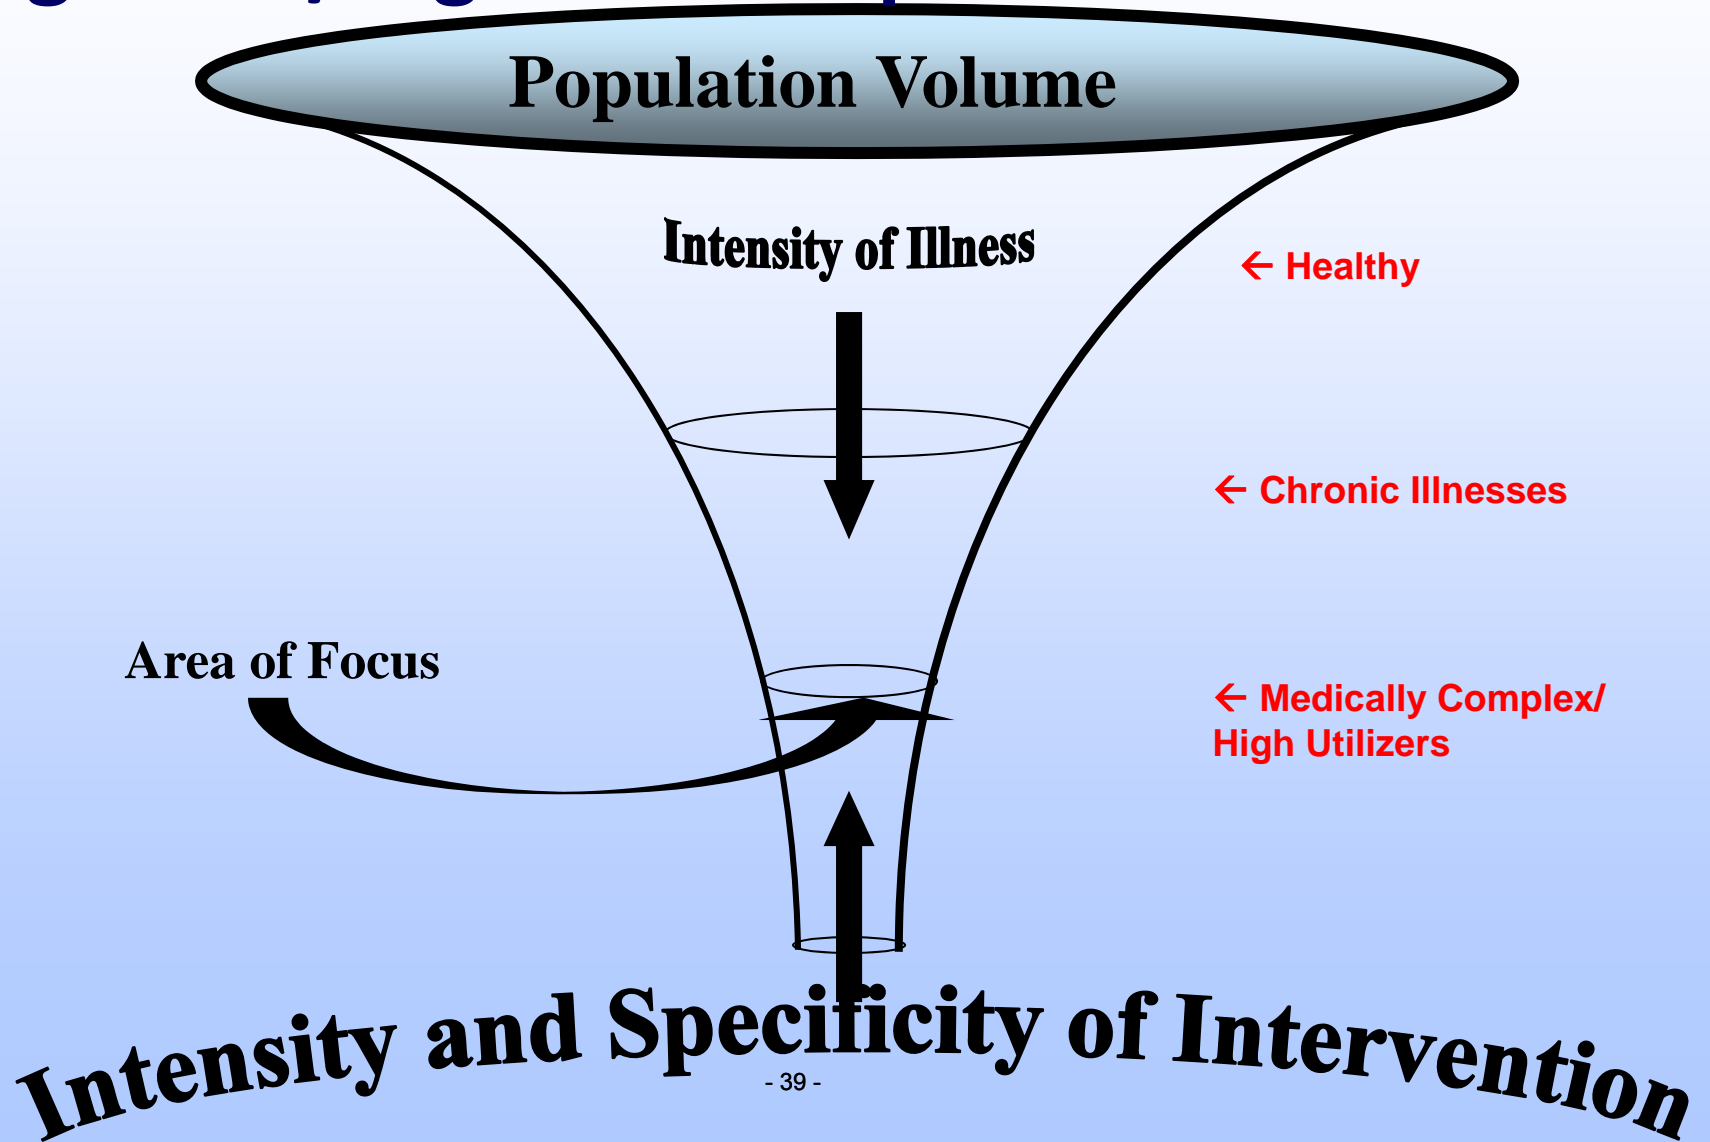 Population Volume
Intensity of Illness
← Healthy
← Chronic Illnesses
Area of Focus
← Medically Complex/
High Utilizers
Intensity and Specificity of Intervention
- 39 -